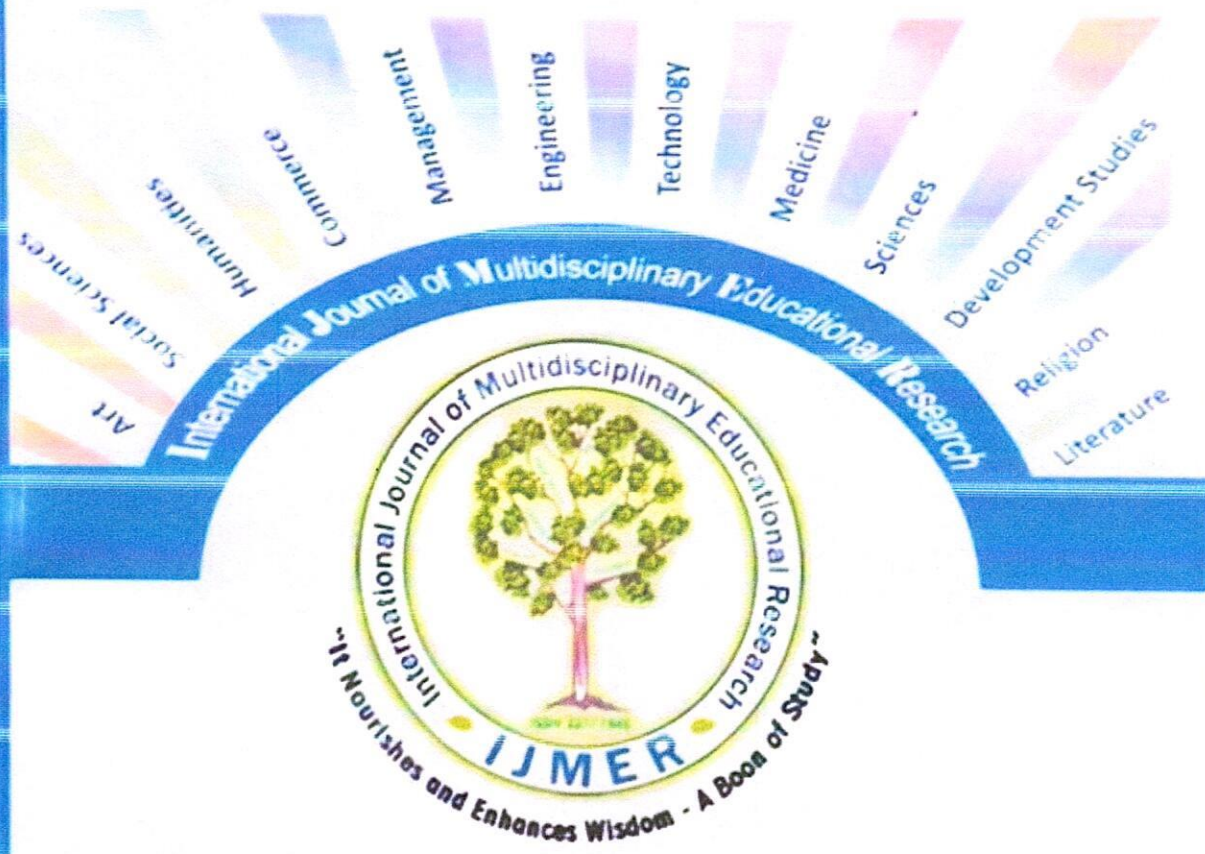 Art
Social Sciences
Humanities
Commerce
Management
Engineering
Technology
Medicine
Sciences
Development Studies
Religion
Literature
International Journal of Multidisciplinary Educational Research
International Journal of Multidisciplinary Educational Research
IJMER
"It Nourishes and Enhances Wisdom - A Boon of Study"